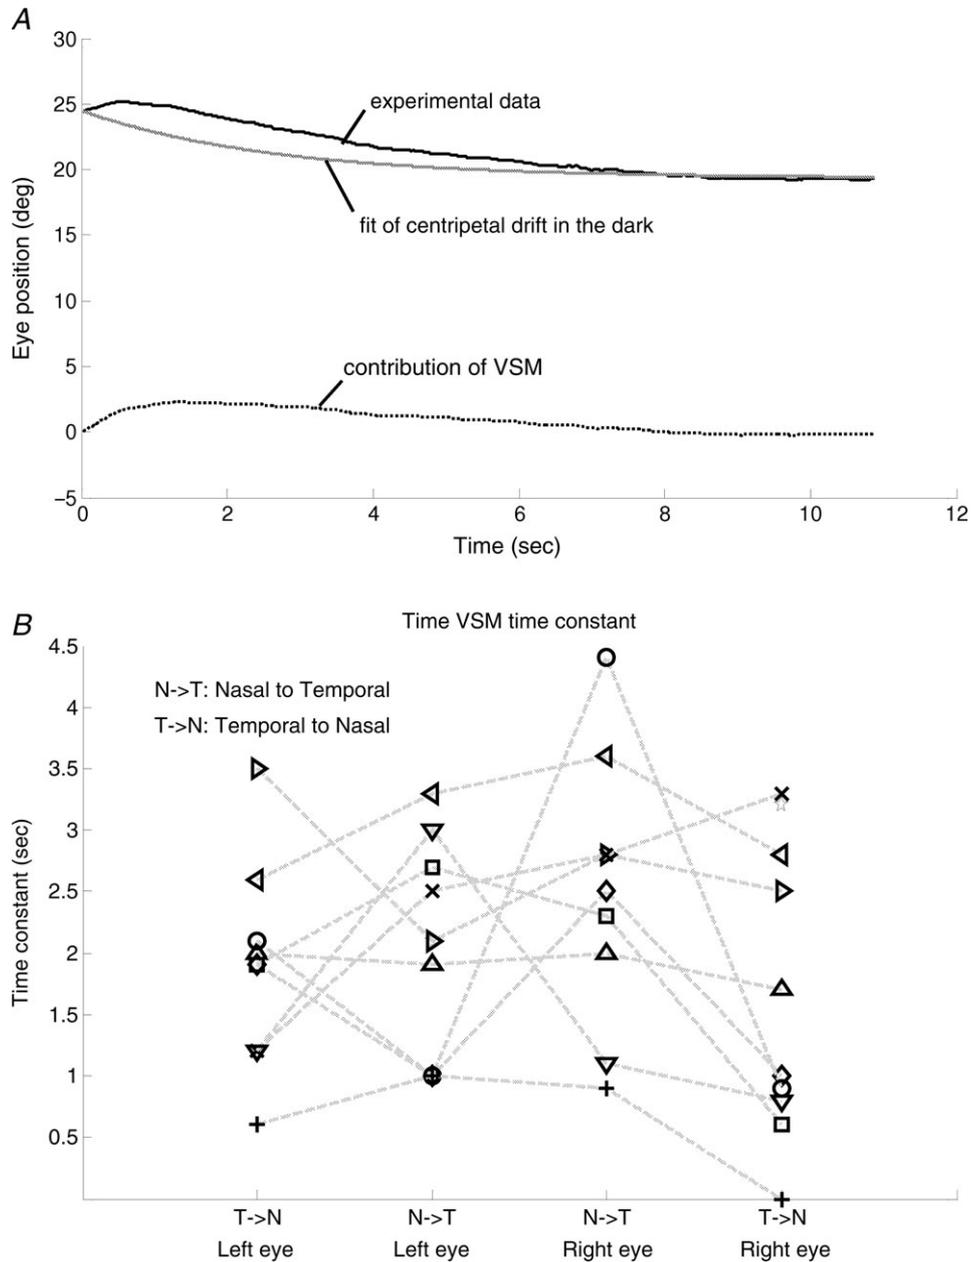 A
30
25
20
15
10
5
0
−5
Eye position (deg)
experimental data
fit of centripetal drift in the dark
contribution of VSM
0 2 4 6 8 10 12
Time (sec)
B
Time VSM time constant
4.5
4
3.5
3
2.5
2
1.5
1
0.5
Time constant (sec)
N->T: Nasal to Temporal
T->N: Temporal to Nasal
T->N N->T N->T T->N
Left eye Left eye Right eye Right eye